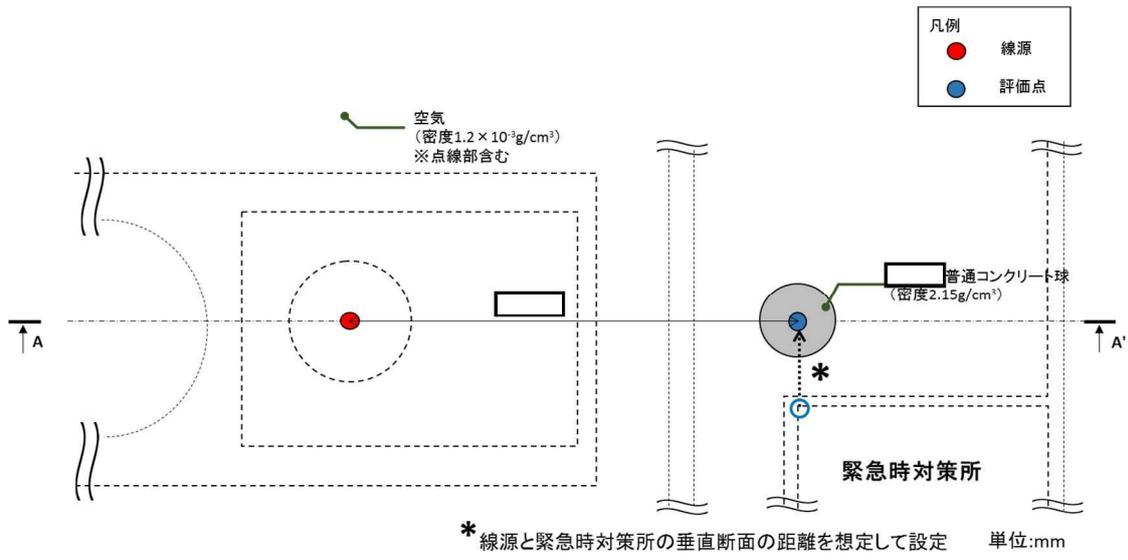 凡例
線源
評価点
空気
(密度1.2×10⁻³g/cm³)
※点線部含む
普通コンクリート球
(密度2.15g/cm³)
A
A'
*
緊急時対策所
*線源と緊急時対策所の垂直断面の距離を想定して設定
単位:mm